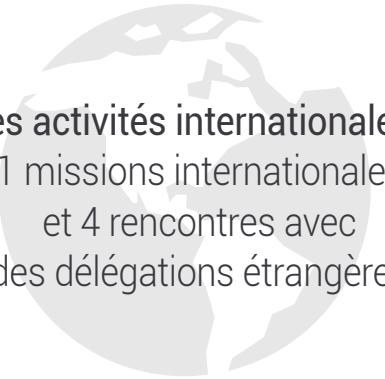 es activités internationale
1 missions internationale
et 4 rencontres avec
des délégations étrangère